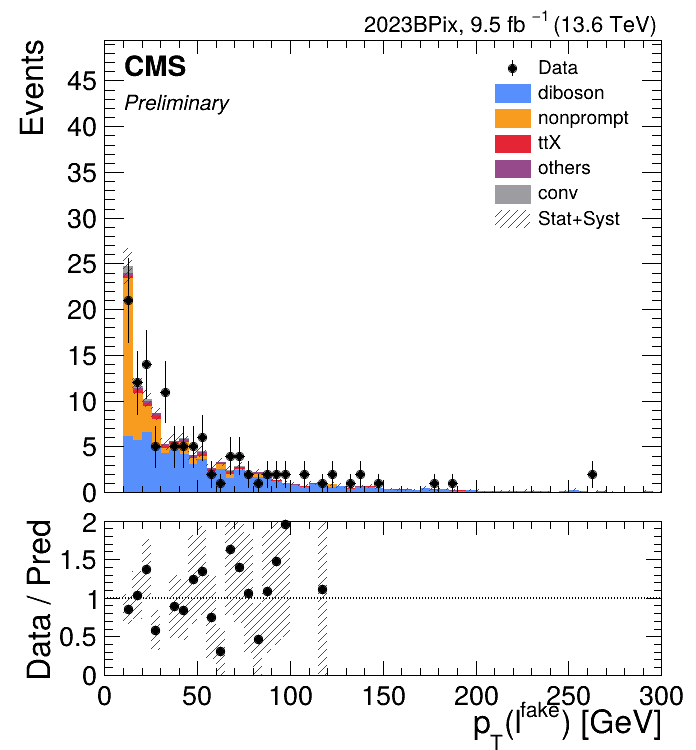 2023BPix, 9.5 fb⁻¹ (13.6 TeV)
CMS
Preliminary
Events
45
40
35
30
25
20
15
10
5
0
Data
diboson
nonprompt
ttX
others
conv
Stat+Syst
Data / Pred
2
1.5
1
0.5
0
0 50 100 150 200 250 300
p_T(l^fake) [GeV]